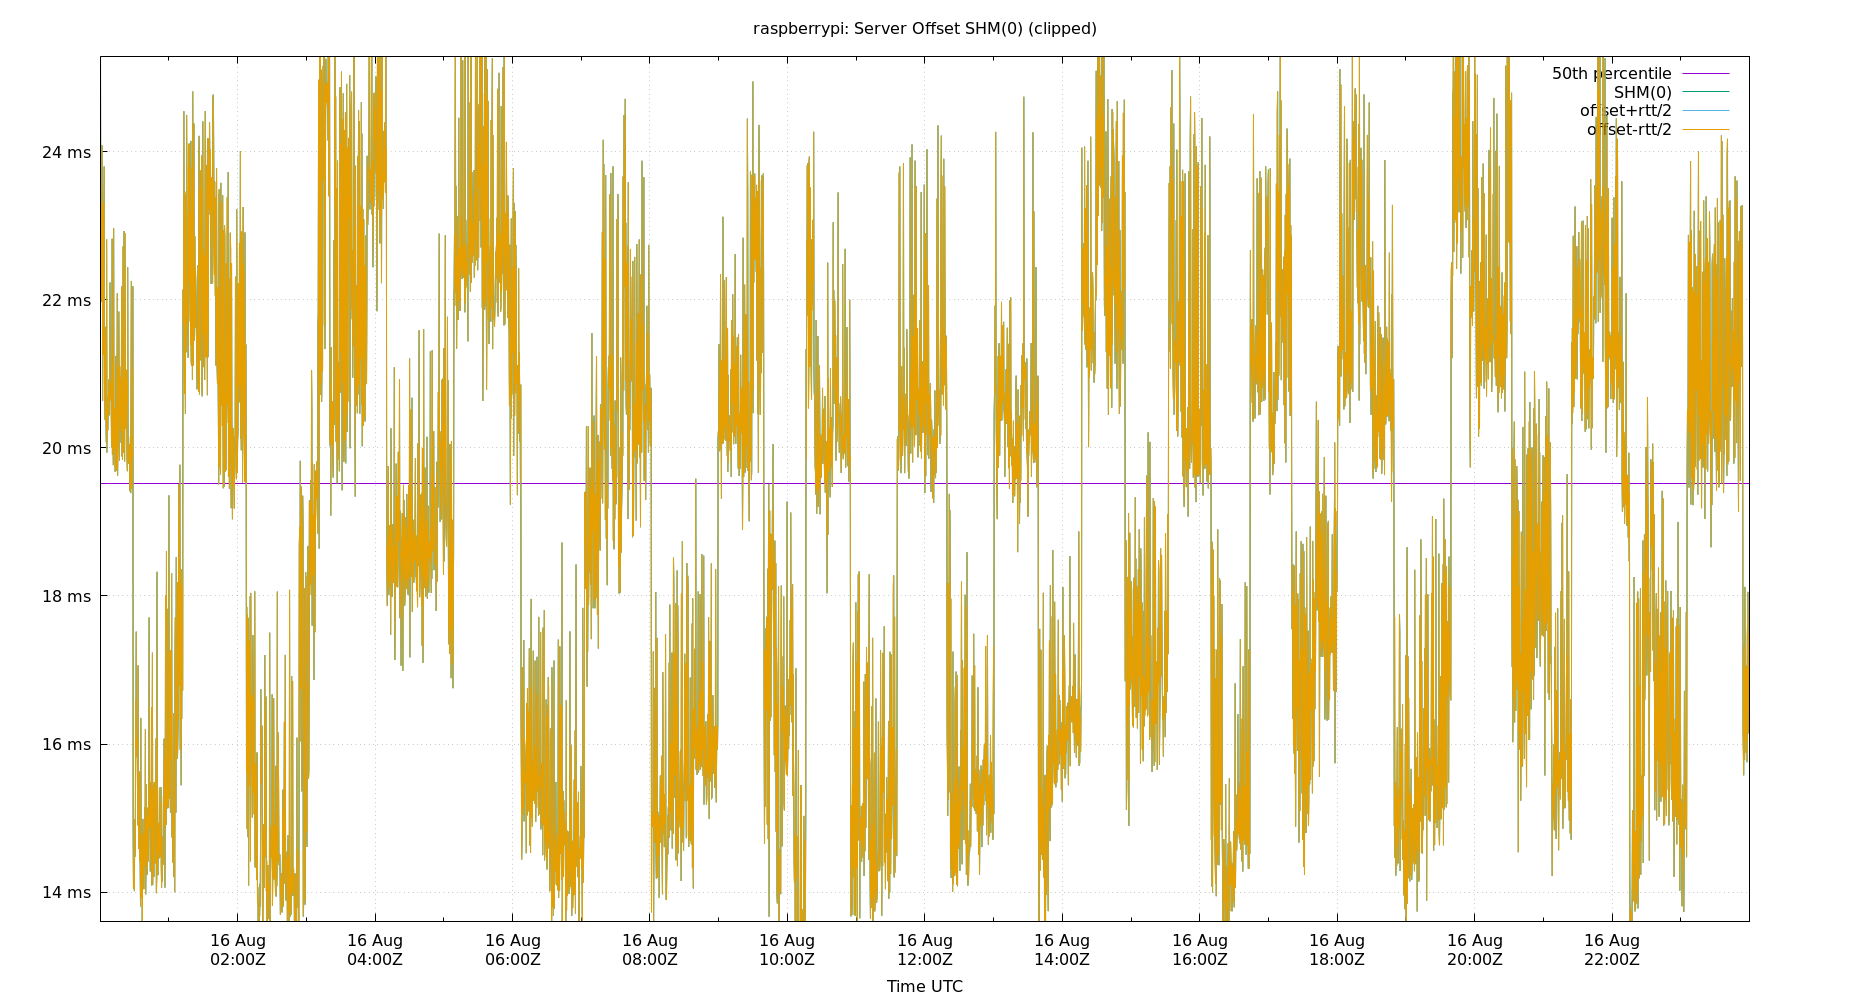 raspberrypi: Server Offset SHM(0) (clipped)
50th percentile
SHM(0)
offset+rtt/2
offset-rtt/2
24 ms
22 ms
20 ms
18 ms
16 ms
14 ms
16 Aug 16 Aug 16 Aug 16 Aug 16 Aug 16 Aug 16 Aug 16 Aug 16 Aug 16 Aug 16 Aug
02:00Z 04:00Z 06:00Z 08:00Z 10:00Z 12:00Z 14:00Z 16:00Z 18:00Z 20:00Z 22:00Z
Time UTC